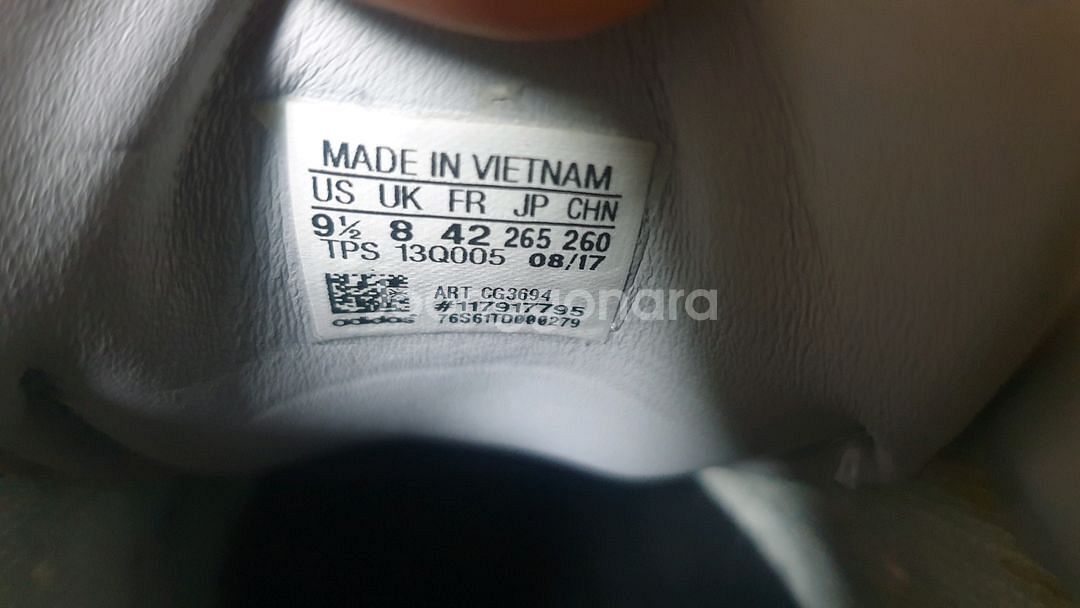 MADE IN VIETNAM
US UK FR JP CHN
9½ 8 42 265 260
TPS 13Q005 08/17
ART CG3694
#117917795
adidas 76S61TD000279